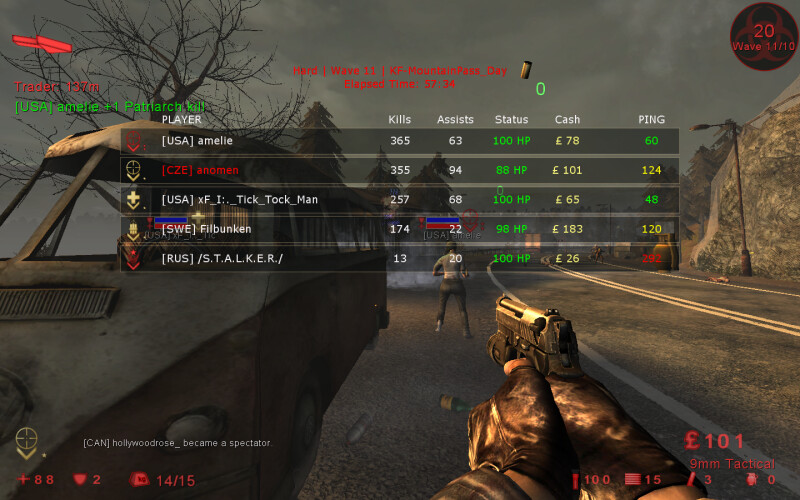 20
Wave 11/10
Hard | Wave 11 | KF-MountainPass_Day
Elapsed Time: 57:34
Trader: 137m
0
[USA] amelie +1 Patriarch kill
PLAYER Kills Assists Status Cash PING
[USA] amelie 365 63 100 HP £ 78 60
[CZE] anomen 355 94 88 HP £ 101 124
0
[USA] xF_I:._Tick_Tock_Man 257 68 100 HP £ 65 48
[SWE] Filbunken 174 22 98 HP £ 183 120
[USA] amelie
[RUS] /S.T.A.L.K.E.R./ 13 20 100 HP £ 26
[CAN] hollywoodrose_ became a spectator.
£101
9mm Tactical
88 2 14/15 100 15 3 0